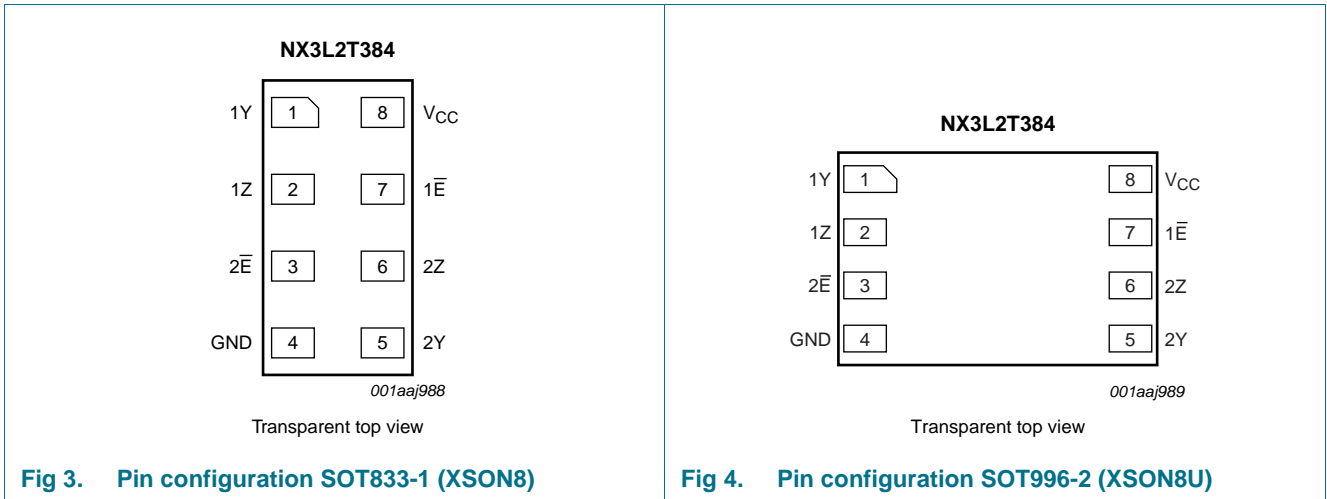 NX3L2T384
1Y 1 8 VCC
1Z 2 7 1E̅
2E̅ 3 6 2Z
GND 4 5 2Y
001aaj988
Transparent top view
Fig 3. Pin configuration SOT833-1 (XSON8)
NX3L2T384
1Y 1 8 VCC
1Z 2 7 1E̅
2E̅ 3 6 2Z
GND 4 5 2Y
001aaj989
Transparent top view
Fig 4. Pin configuration SOT996-2 (XSON8U)